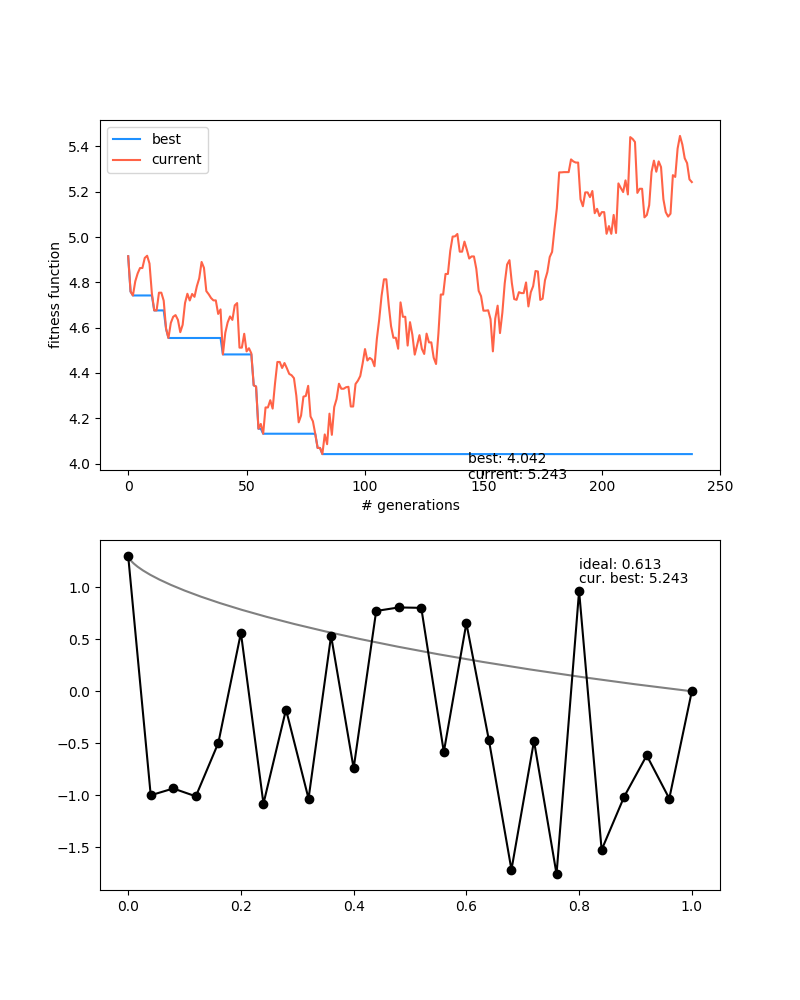 best
current
5.4
5.2
5.0
4.8
4.6
4.4
4.2
4.0
fitness function
best: 4.042
current: 5.243
0 50 100 150 200 250
# generations
ideal: 0.613
cur. best: 5.243
1.0
0.5
0.0
−0.5
−1.0
−1.5
0.0 0.2 0.4 0.6 0.8 1.0